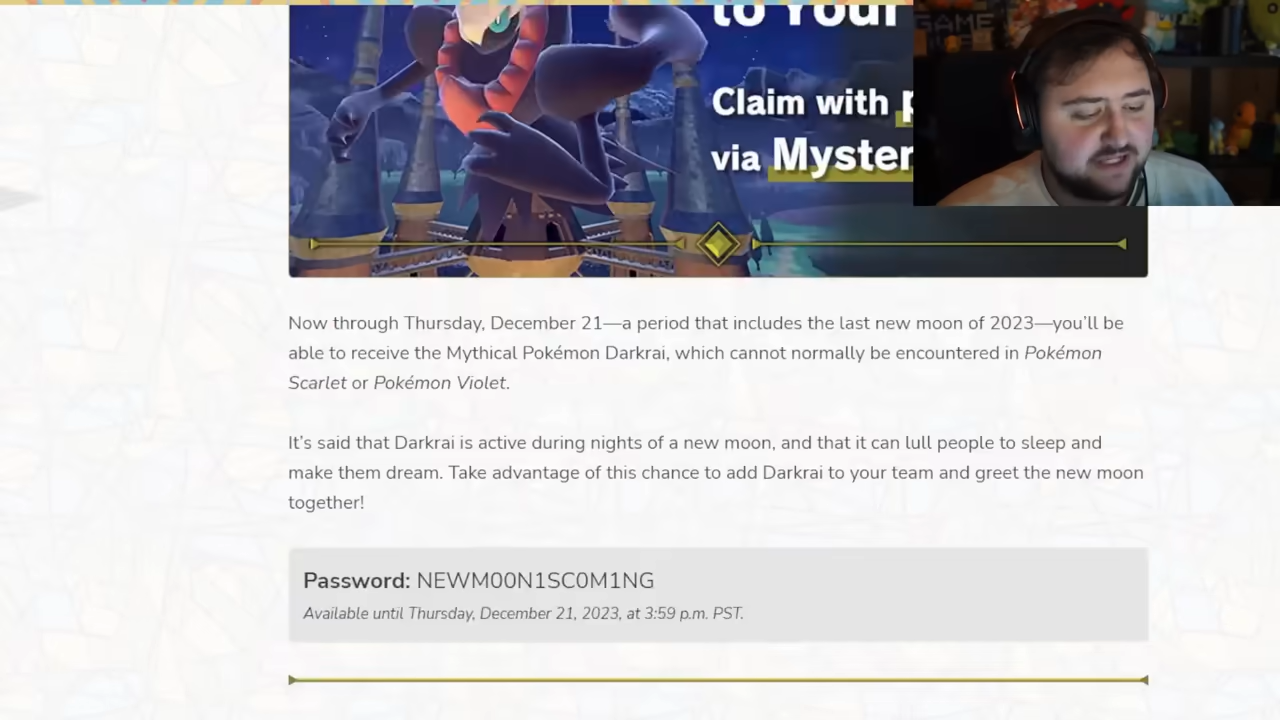 to Your
Claim with
via Myster
Now through Thursday, December 21—a period that includes the last new moon of 2023—you'll be
able to receive the Mythical Pokémon Darkrai, which cannot normally be encountered in Pokémon
Scarlet or Pokémon Violet.
It's said that Darkrai is active during nights of a new moon, and that it can lull people to sleep and
make them dream. Take advantage of this chance to add Darkrai to your team and greet the new moon
together!
Password: NEWM00N1SC0M1NG
Available until Thursday, December 21, 2023, at 3:59 p.m. PST.
GAME